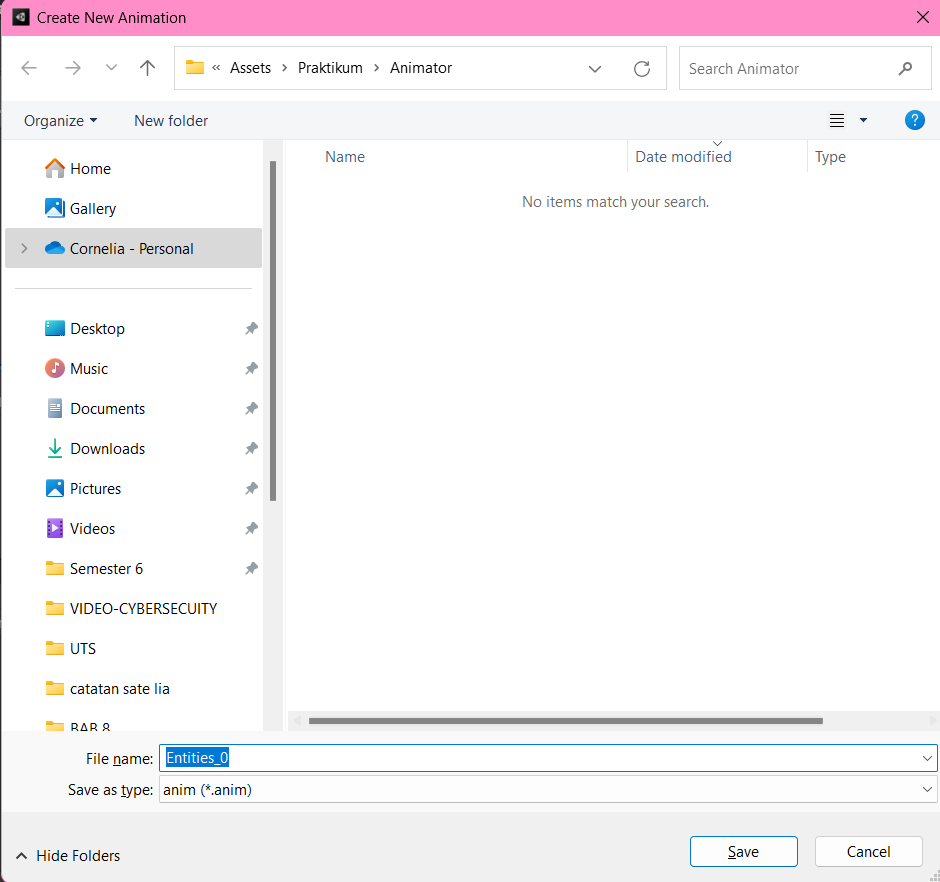 Create New Animation
« Assets › Praktikum › Animator
Search Animator
Organize
New folder
?
Home
Gallery
Cornelia - Personal
Desktop
Music
Documents
Downloads
Pictures
Videos
Semester 6
VIDEO-CYBERSECUITY
UTS
catatan sate lia
BAB 8
Name
Date modified
Type
No items match your search.
File name: Entities_0
Save as type: anim (*.anim)
Hide Folders
Save
Cancel